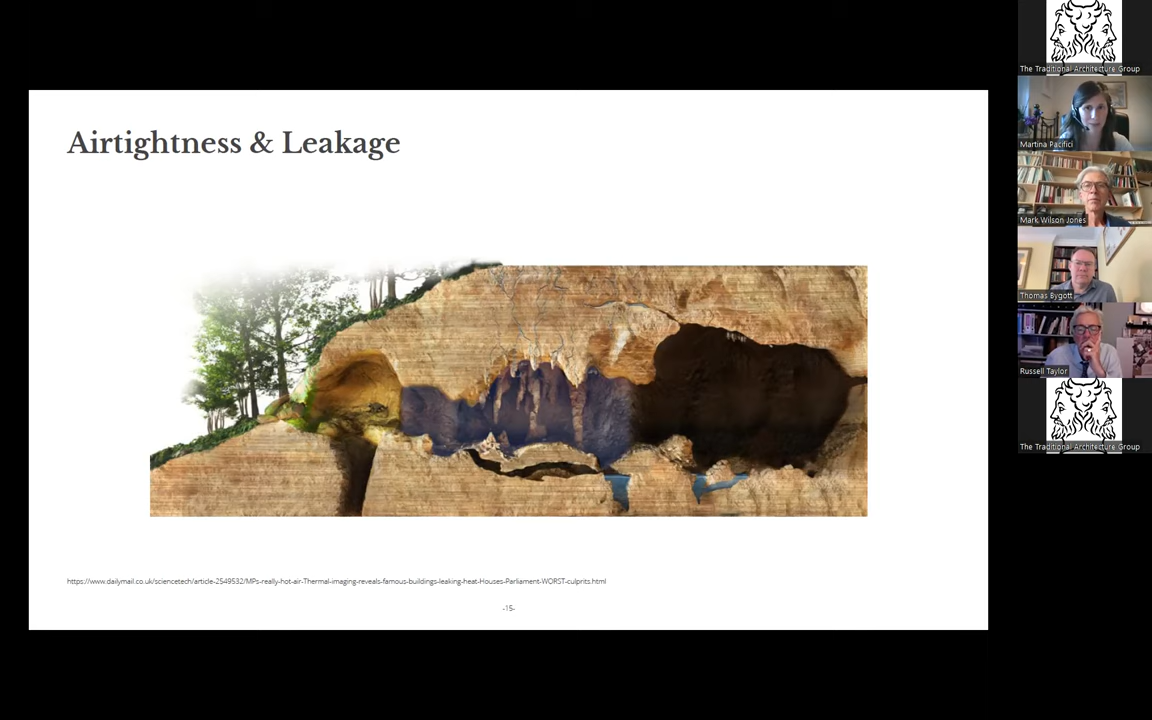 Airtightness & Leakage
https://www.dailymail.co.uk/sciencetech/article-2549532/MPs-really-hot-air-Thermal-imaging-reveals-famous-buildings-leaking-heat-Houses-Parliament-WORST-culprits.html
-15-
The Traditional Architecture Group
Martina Pacifici
Mark Wilson Jones
Thomas Bygott
Russell Taylor
The Traditional Architecture Group